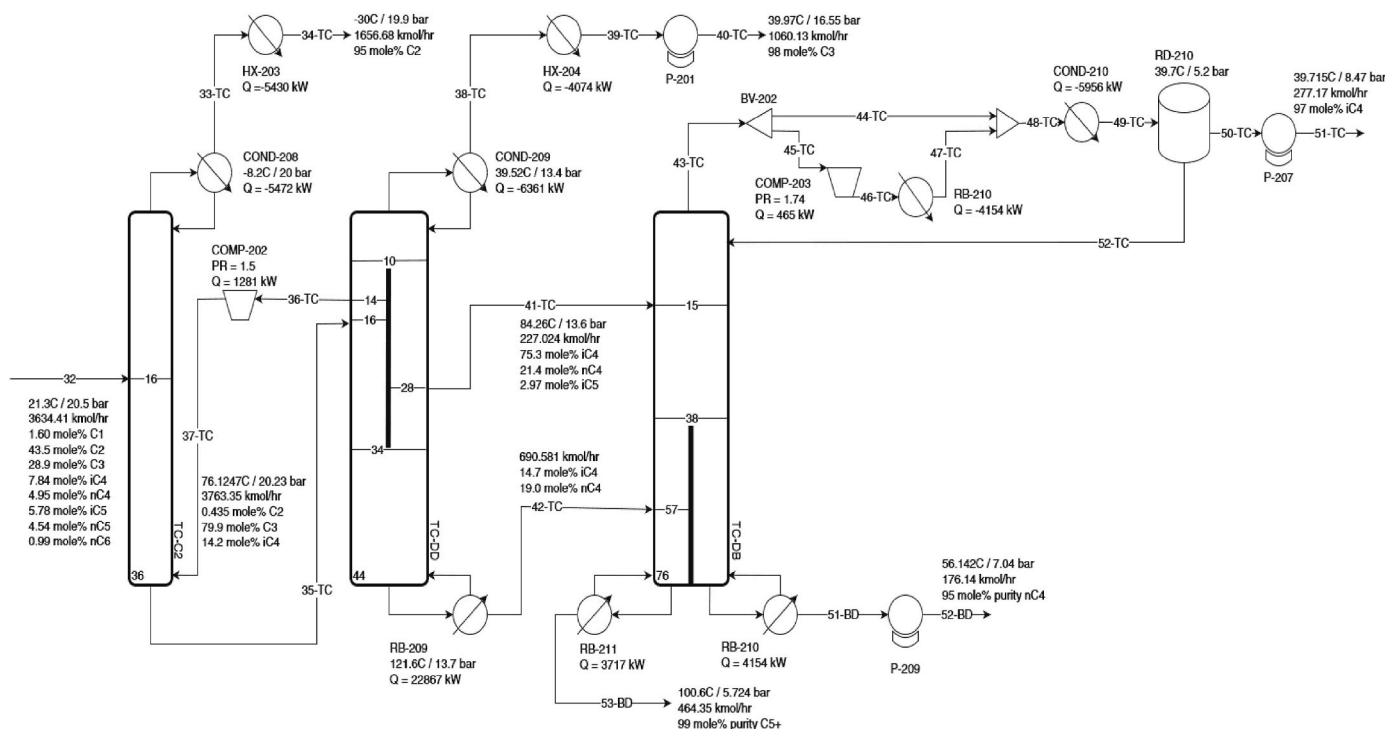 34-TC
-30C / 19.9 bar
1656.68 kmol/hr
95 mole% C2
HX-203
Q =-5430 kW
33-TC
COND-208
-8.2C / 20 bar
Q =-5472 kW
39-TC
40-TC
39.97C / 16.55 bar
1060.13 kmol/hr
98 mole% C3
HX-204
Q =-4074 kW
P-201
38-TC
COND-209
39.52C / 13.4 bar
Q = -6361 kW
BV-202
44-TC
45-TC
43-TC
COMP-203
PR = 1.74
Q = 465 kW
46-TC
RB-210
Q = -4154 kW
47-TC
48-TC
COND-210
Q = -5956 kW
49-TC
RD-210
39.7C / 5.2 bar
50-TC
51-TC
P-207
39.715C / 8.47 bar
277.17 kmol/hr
97 mole% iC4
52-TC
COMP-202
PR = 1.5
Q = 1281 kW
36-TC
10
14
16
28
34
44
TC-DD
41-TC
84.26C / 13.6 bar
227.024 kmol/hr
75.3 mole% iC4
21.4 mole% nC4
2.97 mole% iC5
15
38
57
76
TC-DB
32
16
36
TC-C2
21.3C / 20.5 bar
3634.41 kmol/hr
1.60 mole% C1
43.5 mole% C2
28.9 mole% C3
7.84 mole% iC4
4.95 mole% nC4
5.78 mole% iC5
4.54 mole% nC5
0.99 mole% nC6
37-TC
76.1247C / 20.23 bar
3763.35 kmol/hr
0.435 mole% C2
79.9 mole% C3
14.2 mole% iC4
35-TC
690.581 kmol/hr
14.7 mole% iC4
19.0 mole% nC4
42-TC
RB-209
121.6C / 13.7 bar
Q = 22867 kW
RB-211
Q = 3717 kW
RB-210
Q = 4154 kW
51-BD
52-BD
P-209
56.142C / 7.04 bar
176.14 kmol/hr
95 mole% purity nC4
53-BD
100.6C / 5.724 bar
464.35 kmol/hr
99 mole% purity C5+